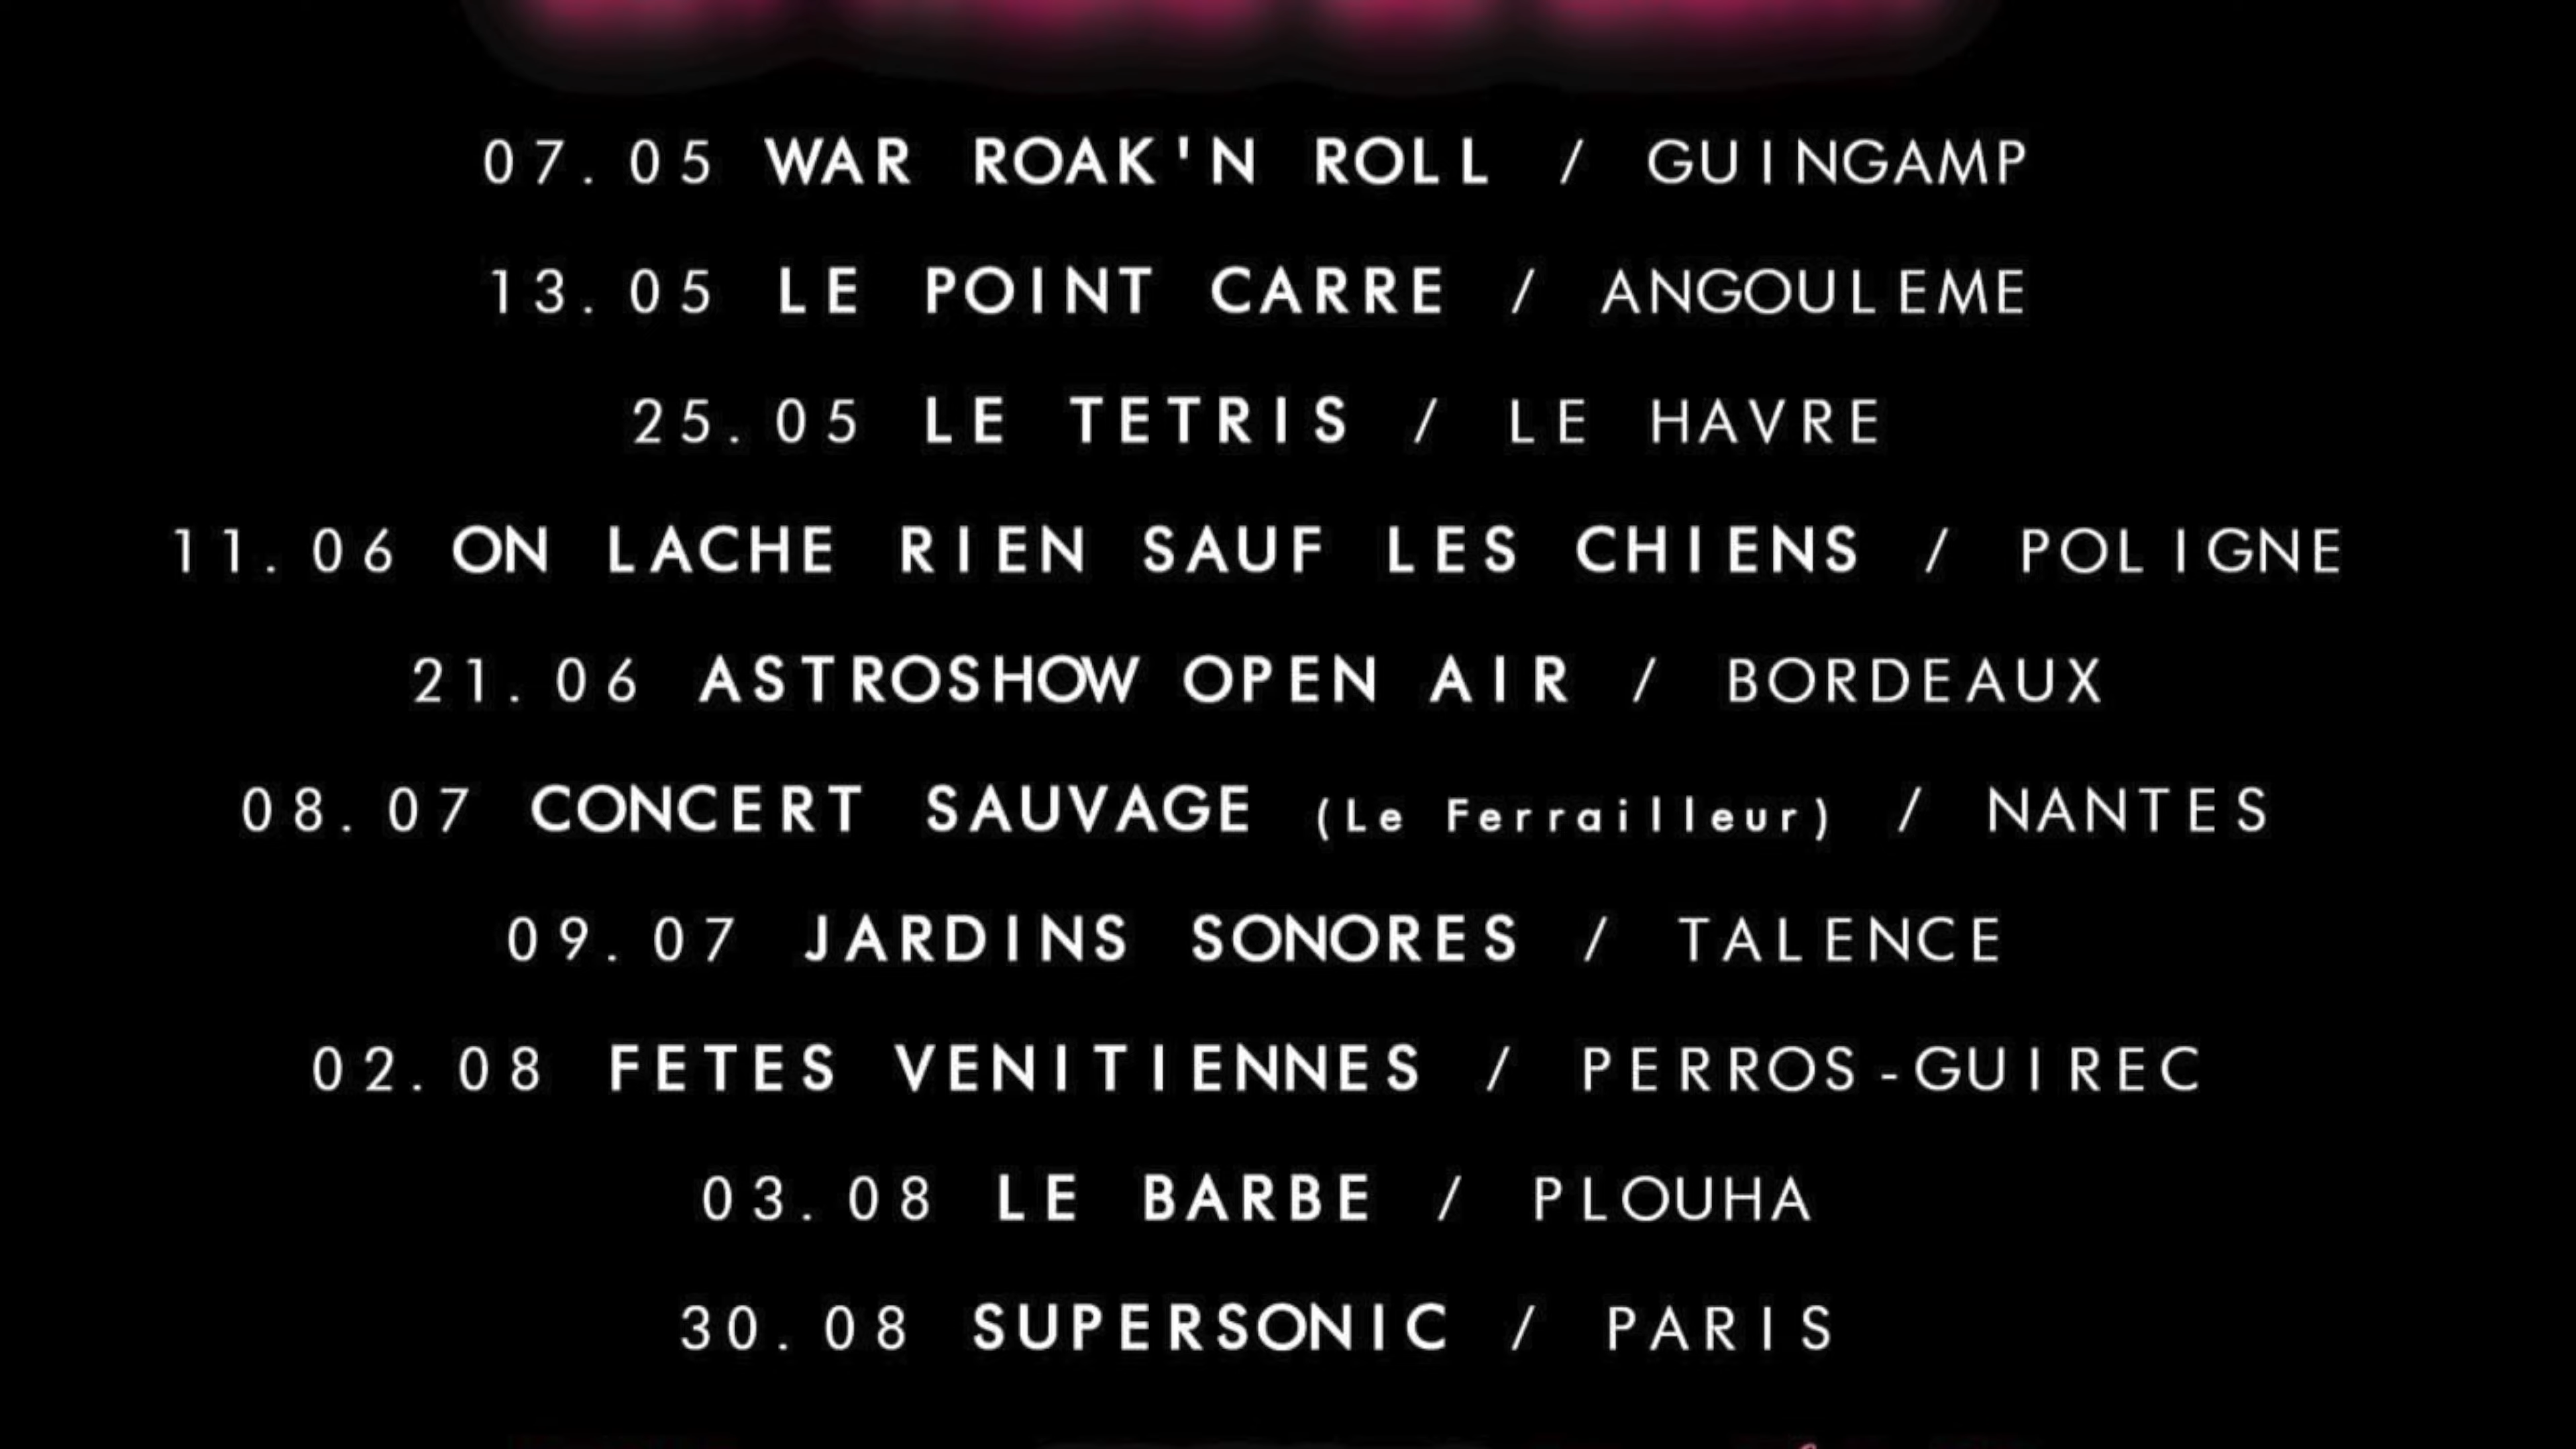 07.05 WAR ROAK'N ROLL / GUINGAMP
13.05 LE POINT CARRE / ANGOULEME
25.05 LE TETRIS / LE HAVRE
11.06 ON LACHE RIEN SAUF LES CHIENS / POLIGNE
21.06 ASTROSHOW OPEN AIR / BORDEAUX
08.07 CONCERT SAUVAGE (Le Ferrailleur) / NANTES
09.07 JARDINS SONORES / TALENCE
02.08 FETES VENITIENNES / PERROS-GUIREC
03.08 LE BARBE / PLOUHA
30.08 SUPERSONIC / PARIS